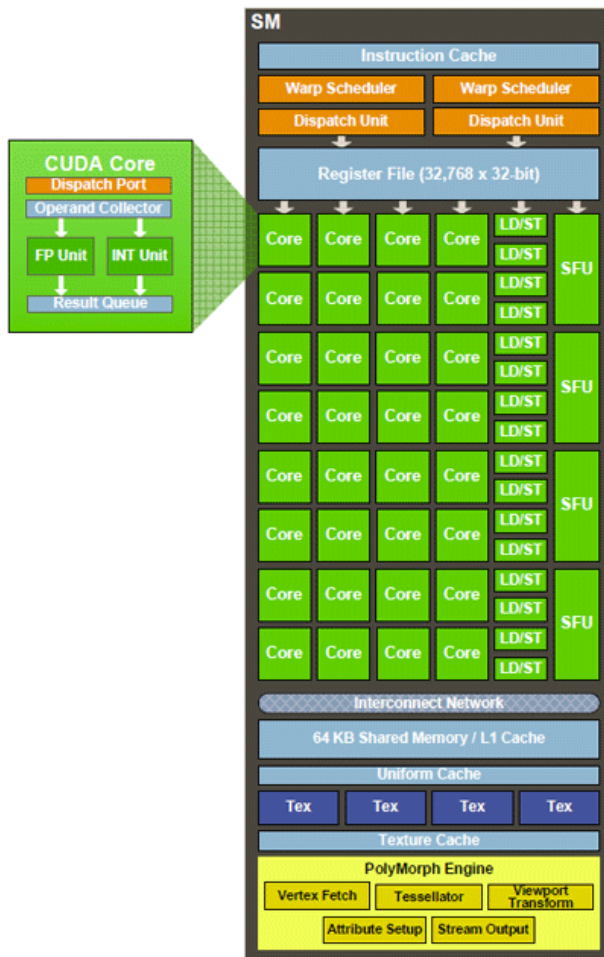 SM
Instruction Cache
Warp Scheduler Warp Scheduler
Dispatch Unit Dispatch Unit
Register File (32,768 x 32-bit)
CUDA Core
Dispatch Port
Operand Collector
FP Unit INT Unit
Result Queue
Core Core Core Core LD/ST
LD/ST
SFU
Core Core Core Core LD/ST
LD/ST
Core Core Core Core LD/ST
LD/ST
SFU
Core Core Core Core LD/ST
LD/ST
Core Core Core Core LD/ST
LD/ST
SFU
Core Core Core Core LD/ST
LD/ST
Core Core Core Core LD/ST
LD/ST
SFU
Core Core Core Core LD/ST
LD/ST
Interconnect Network
64 KB Shared Memory / L1 Cache
Uniform Cache
Tex Tex Tex Tex
Texture Cache
PolyMorph Engine
Vertex Fetch Tessellator Viewport
Transform
Attribute Setup Stream Output